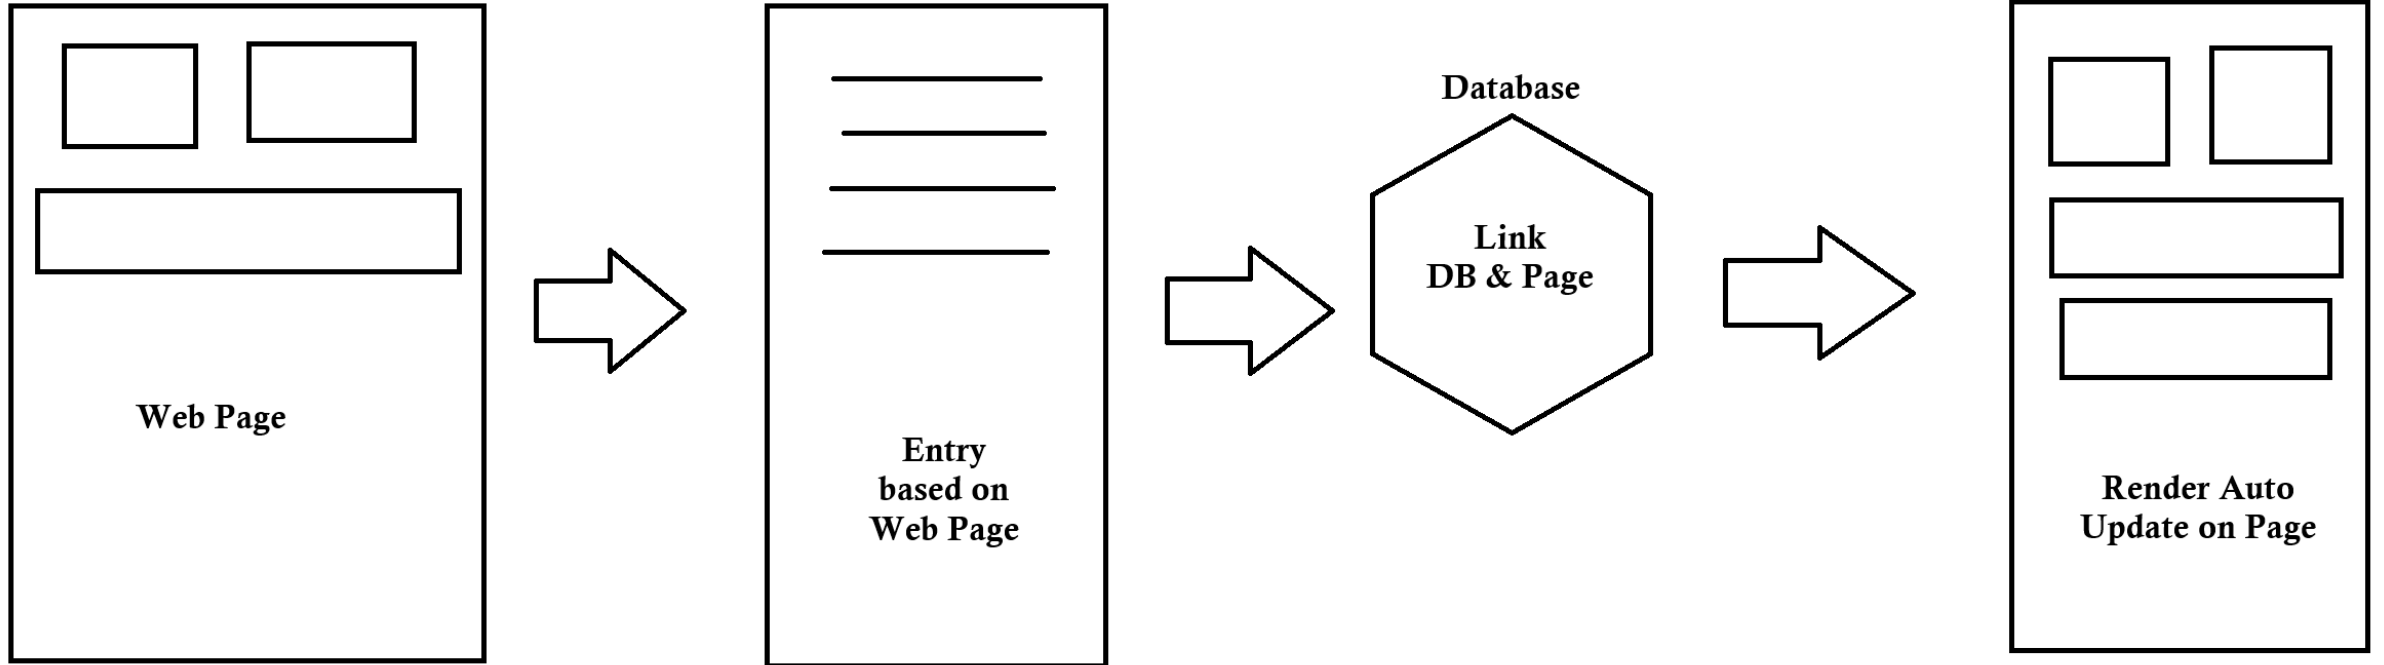 Web Page
Entry
based on
Web Page
Database
Link
DB & Page
Render Auto
Update on Page